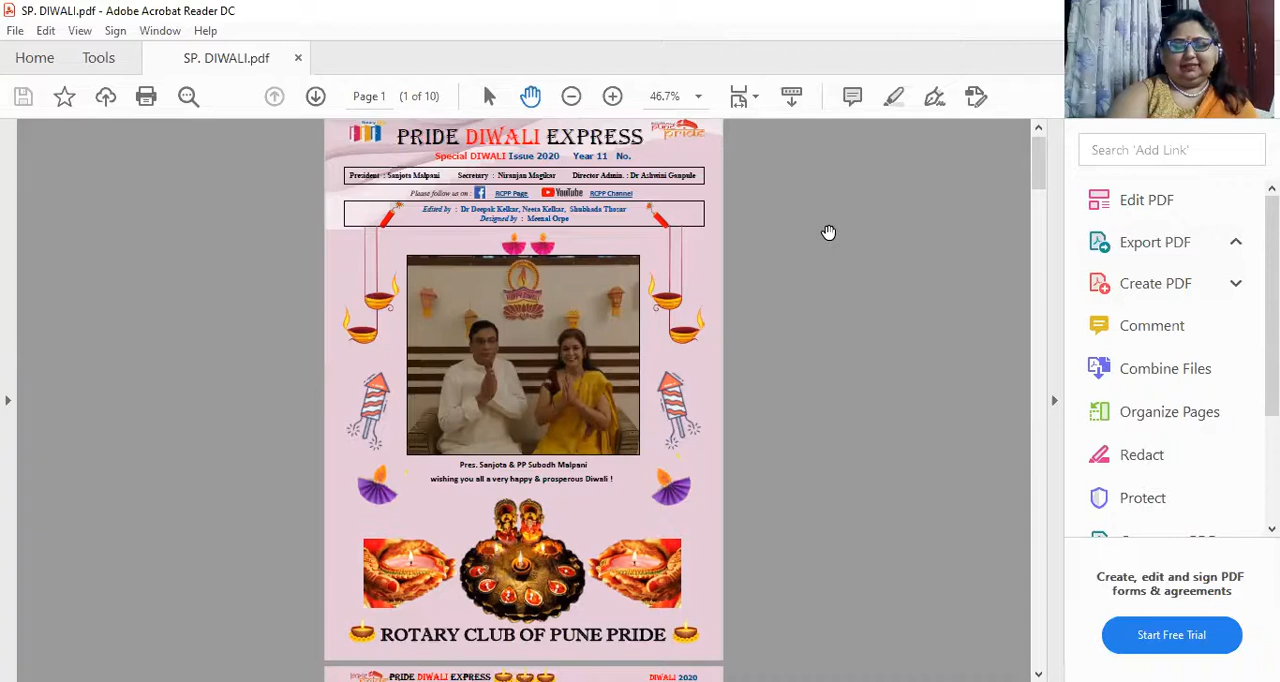 SP. DIWALI.pdf - Adobe Acrobat Reader DC
File Edit View Sign Window Help
Home Tools SP. DIWALI.pdf ×
Page 1 (1 of 10) 46.7%
PRIDE DIWALI EXPRESS pune pride
Special DIWALI Issue 2020 Year 11 No.
President : Sanjota Malpani Secretary : Niranjan Magikar Director Admin. : Dr Ashwini Ganpule
Please follow us on : RCPP Page YouTube RCPP Channel
Edited by : Dr Deepak Kelkar, Neeta Kelkar, Shubhada Thosar
Designed by : Meenal Orpe
HAPPY DIWALI
Pres. Sanjota & PP Subodh Malpani
wishing you all a very happy & prosperous Diwali !
ROTARY CLUB OF PUNE PRIDE
PRIDE DIWALI EXPRESS DIWALI 2020
Search 'Add Link'
Edit PDF
Export PDF
Create PDF
Comment
Combine Files
Organize Pages
Redact
Protect
Create, edit and sign PDF
forms & agreements
Start Free Trial